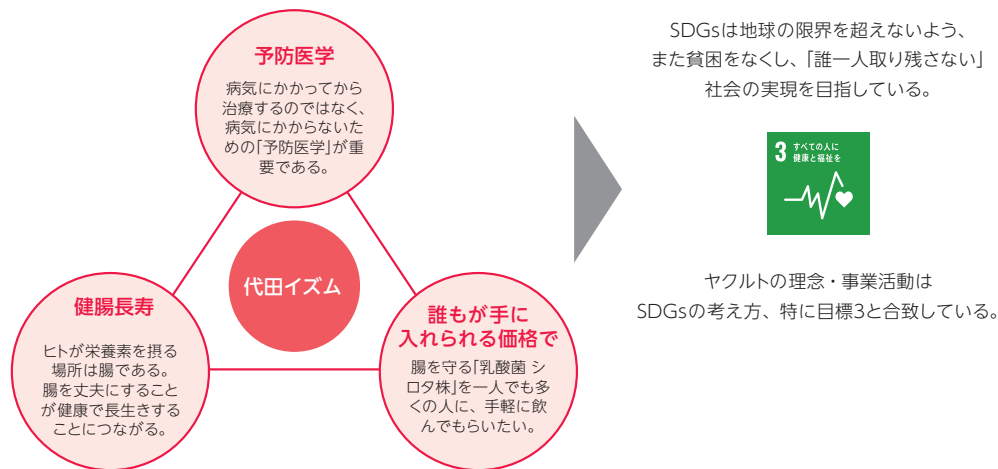 予防医学
病気にかかってから
治療するのではなく、
病気にかからないた
めの「予防医学」が重
要である。
代田イズム
健腸長寿
ヒトが栄養素を摂る
場所は腸である。
腸を丈夫にすること
が健康で長生きする
ことにつながる。
誰もが手に
入れられる価格で
腸を守る「乳酸菌 シ
ロタ株」を一人でも多
くの人に、手軽に飲
んでもらいたい。
SDGsは地球の限界を超えないよう、
また貧困をなくし、「誰一人取り残さない」
社会の実現を目指している。
3 すべての人に
健康と福祉を
ヤクルトの理念・事業活動は
SDGsの考え方、特に目標3と合致している。